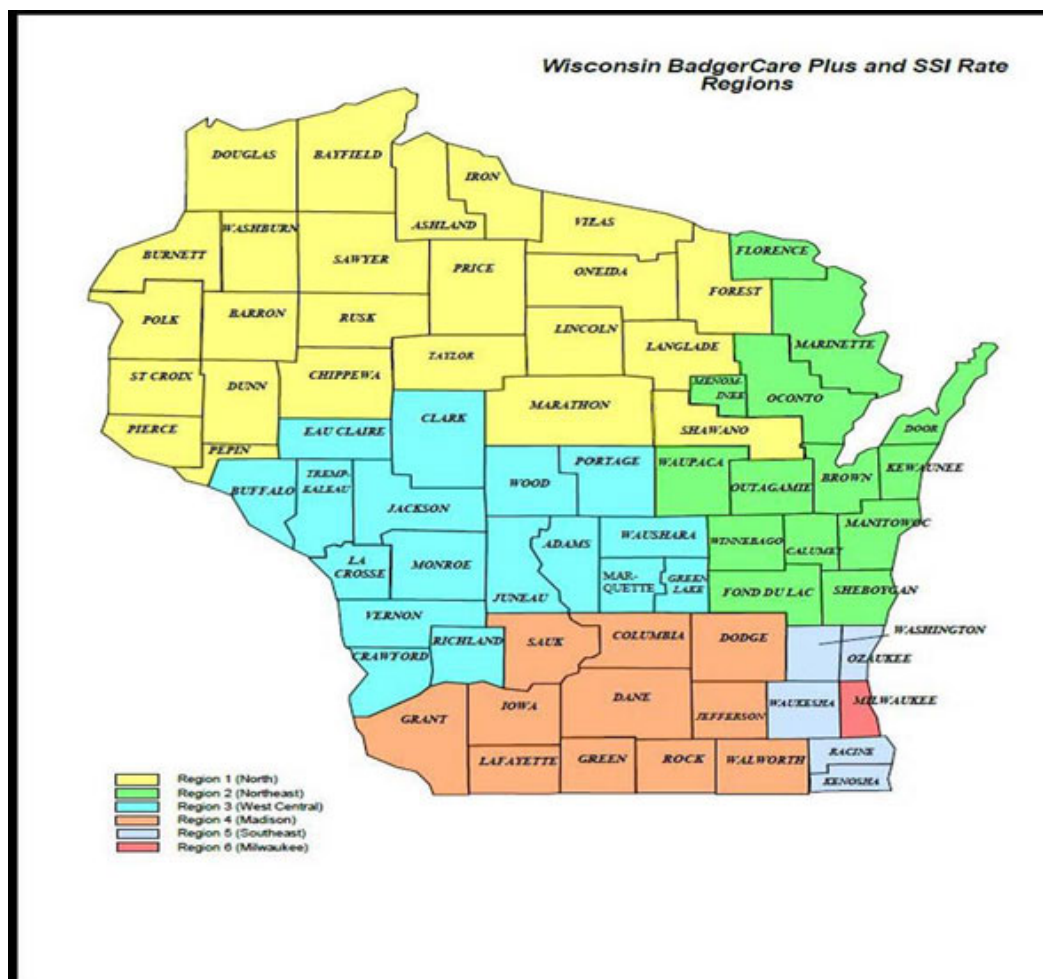 Wisconsin BadgerCare Plus and SSI Rate
Regions
DOUGLAS
BAYFIELD
IRON
ASHLAND
VILAS
WASHBURN
BURNETT
SAWYER
PRICE
ONEIDA
FLORENCE
FOREST
POLK
BARRON
RUSK
LINCOLN
LANGLADE
MARINETTE
TAYLOR
ST CROIX
DUNN
CHIPPEWA
MENOM-
INEE
OCONTO
CLARK
MARATHON
PIERCE
EAU CLAIRE
SHAWANO
DOOR
PEPIN
PORTAGE
WAUPACA
KEWAUNEE
BUFFALO
TREMP-
EALEAU
WOOD
OUTAGAMIE
BROWN
JACKSON
MANITOWOC
WAUSHARA
ADAMS
WINNEBAGO
CALUMET
LA
CROSSE
MONROE
MAR-
QUETTE
GREEN
LAKE
JUNEAU
FOND DU LAC
SHEBOYGAN
VERNON
RICHLAND
SAUK
COLUMBIA
DODGE
WASHINGTON
CRAWFORD
OZAUKEE
DANE
WAUKESHA
MILWAUKEE
IOWA
GRANT
JEFFERSON
LAFAYETTE
GREEN
ROCK
WALWORTH
RACINE
KENOSHA
Region 1 (North)
Region 2 (Northeast)
Region 3 (West Central)
Region 4 (Madison)
Region 5 (Southeast)
Region 6 (Milwaukee)